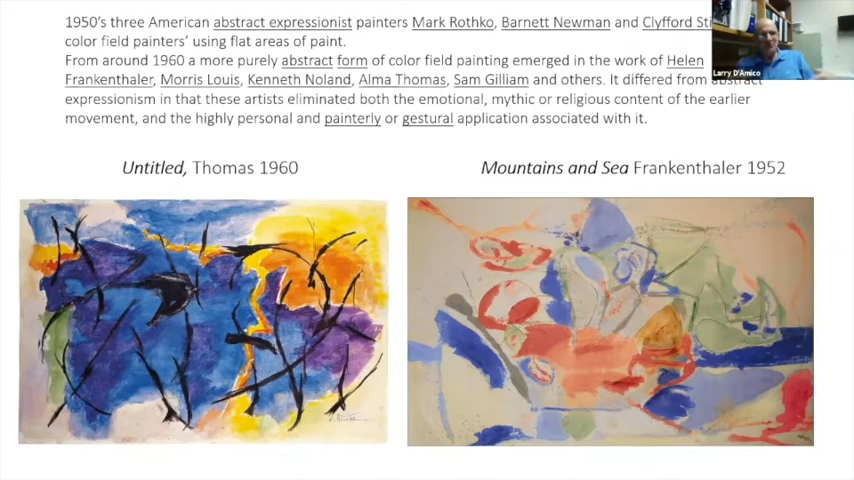 1950's three American abstract expressionist painters Mark Rothko, Barnett Newman and Clyfford
color field painters' using flat areas of paint.
From around 1960 a more purely abstract form of color field painting emerged in the work of Helen
Frankenthaler, Morris Louis, Kenneth Noland, Alma Thomas, Sam Gilliam and others. It differed from abstract
expressionism in that these artists eliminated both the emotional, mythic or religious content of the earlier
movement, and the highly personal and painterly or gestural application associated with it.
Larry D'Amico
Untitled, Thomas 1960
Mountains and Sea Frankenthaler 1952